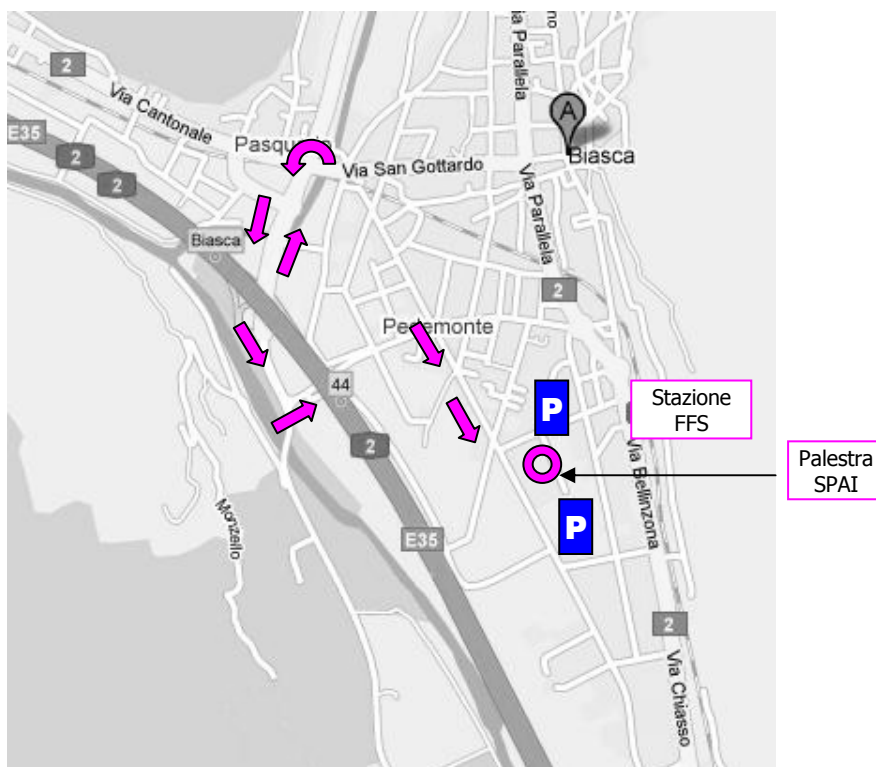 2
Via Cantonale
E35
2
2
Via Parallela
A
Biasca
Via San Gottardo
Via Parallela
Biasca
2
Pedemonte
44
P
Stazione
FFS
2
Via Bellinzona
Palestra
SPAI
Monzello
P
E35
2
Via Chiasso